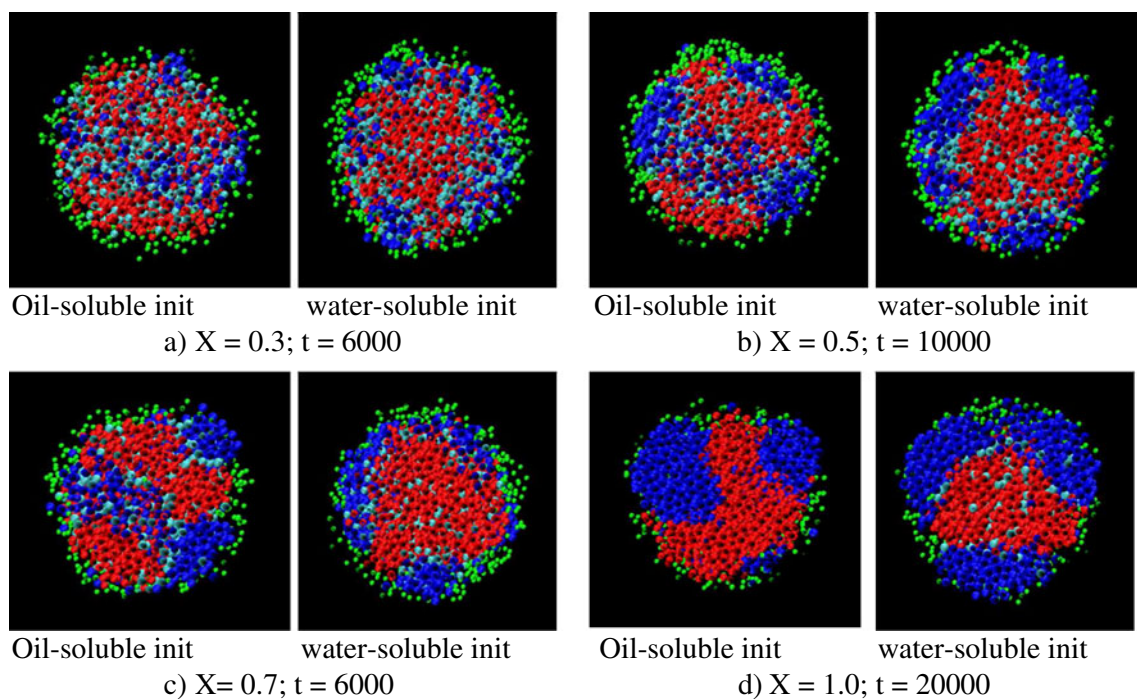 Oil-soluble init water-soluble init
a) X = 0.3; t = 6000
Oil-soluble init water-soluble init
b) X = 0.5; t = 10000
Oil-soluble init water-soluble init
c) X= 0.7; t = 6000
Oil-soluble init water-soluble init
d) X = 1.0; t = 20000